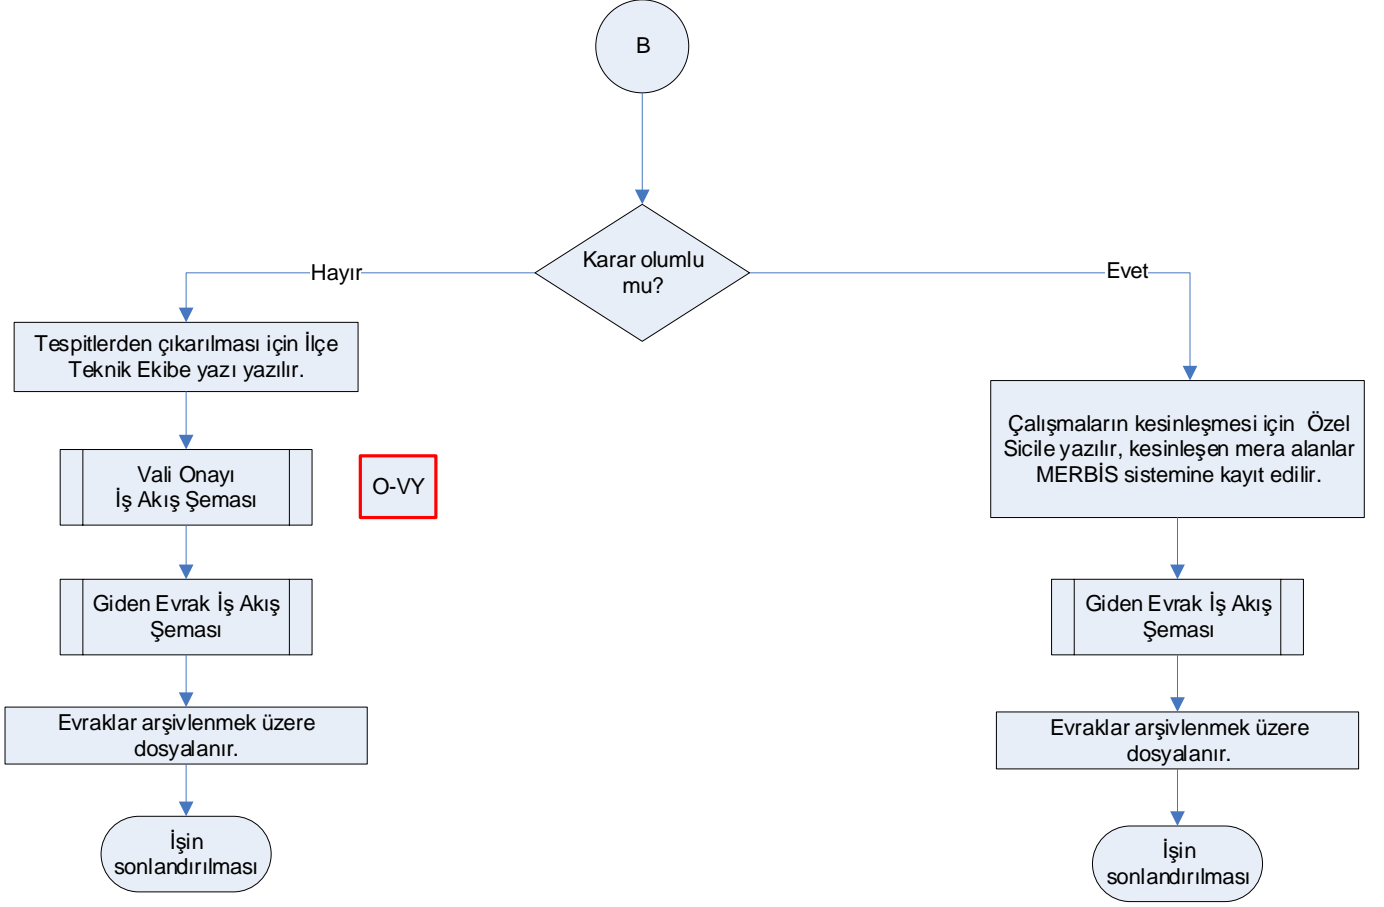 B
Karar olumlu
mu?
Hayır
Evet
Tespitlerden çıkarılması için İlçe
Teknik Ekibe yazı yazılır.
Vali Onayı
İş Akış Şeması
O-VY
Giden Evrak İş Akış
Şeması
Evraklar arşivlenmek üzere
dosyalanır.
İşin
sonlandırılması
Çalışmaların kesinleşmesi için Özel
Sicile yazılır, kesinleşen mera alanlar
MERBİS sistemine kayıt edilir.
Giden Evrak İş Akış
Şeması
Evraklar arşivlenmek üzere
dosyalanır.
İşin
sonlandırılması